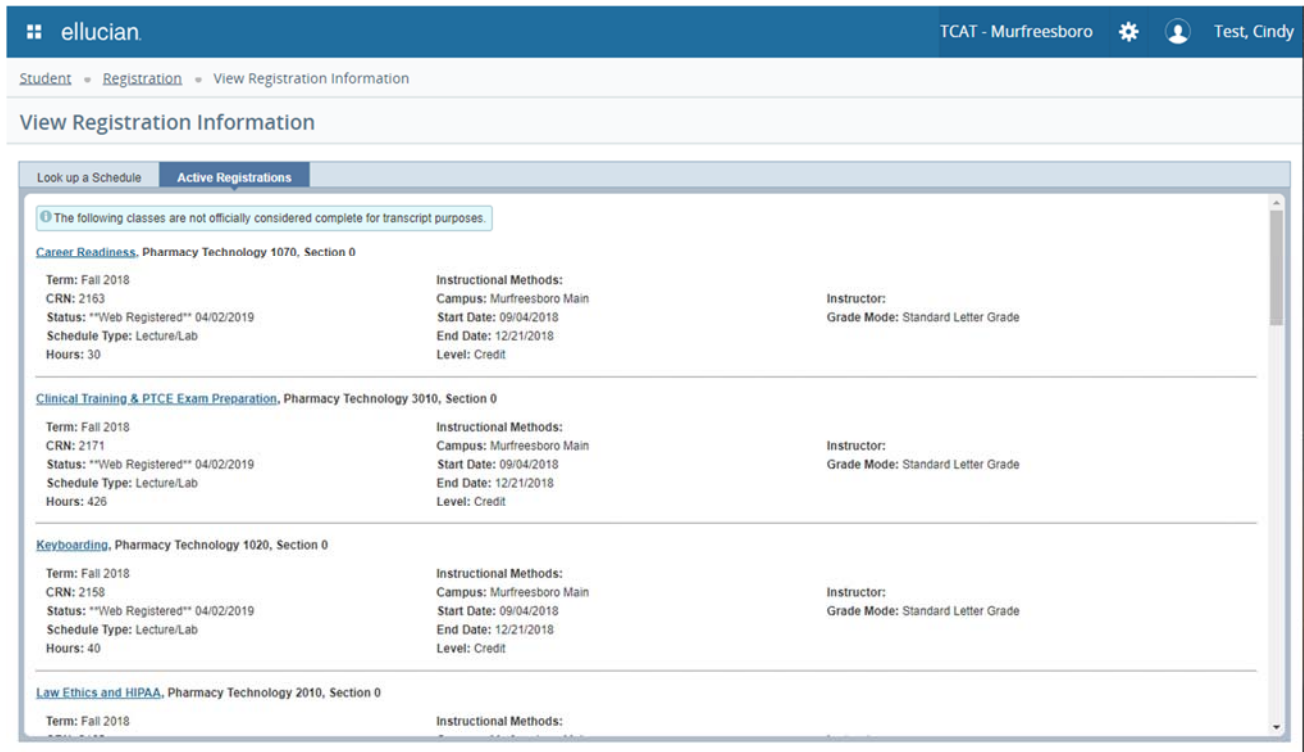 ellucian
TCAT - Murfreesboro
Test, Cindy
Student Registration View Registration Information
View Registration Information
Look up a Schedule Active Registrations
The following classes are not officially considered complete for transcript purposes.
Career Readiness, Pharmacy Technology 1070, Section 0
Term: Fall 2018 Instructional Methods:
CRN: 2163 Campus: Murfreesboro Main Instructor:
Status: **Web Registered** 04/02/2019 Start Date: 09/04/2018 Grade Mode: Standard Letter Grade
Schedule Type: Lecture/Lab End Date: 12/21/2018
Hours: 30 Level: Credit
Clinical Training & PTCE Exam Preparation, Pharmacy Technology 3010, Section 0
Term: Fall 2018 Instructional Methods:
CRN: 2171 Campus: Murfreesboro Main Instructor:
Status: **Web Registered** 04/02/2019 Start Date: 09/04/2018 Grade Mode: Standard Letter Grade
Schedule Type: Lecture/Lab End Date: 12/21/2018
Hours: 426 Level: Credit
Keyboarding, Pharmacy Technology 1020, Section 0
Term: Fall 2018 Instructional Methods:
CRN: 2158 Campus: Murfreesboro Main Instructor:
Status: **Web Registered** 04/02/2019 Start Date: 09/04/2018 Grade Mode: Standard Letter Grade
Schedule Type: Lecture/Lab End Date: 12/21/2018
Hours: 40 Level: Credit
Law Ethics and HIPAA, Pharmacy Technology 2010, Section 0
Term: Fall 2018 Instructional Methods: